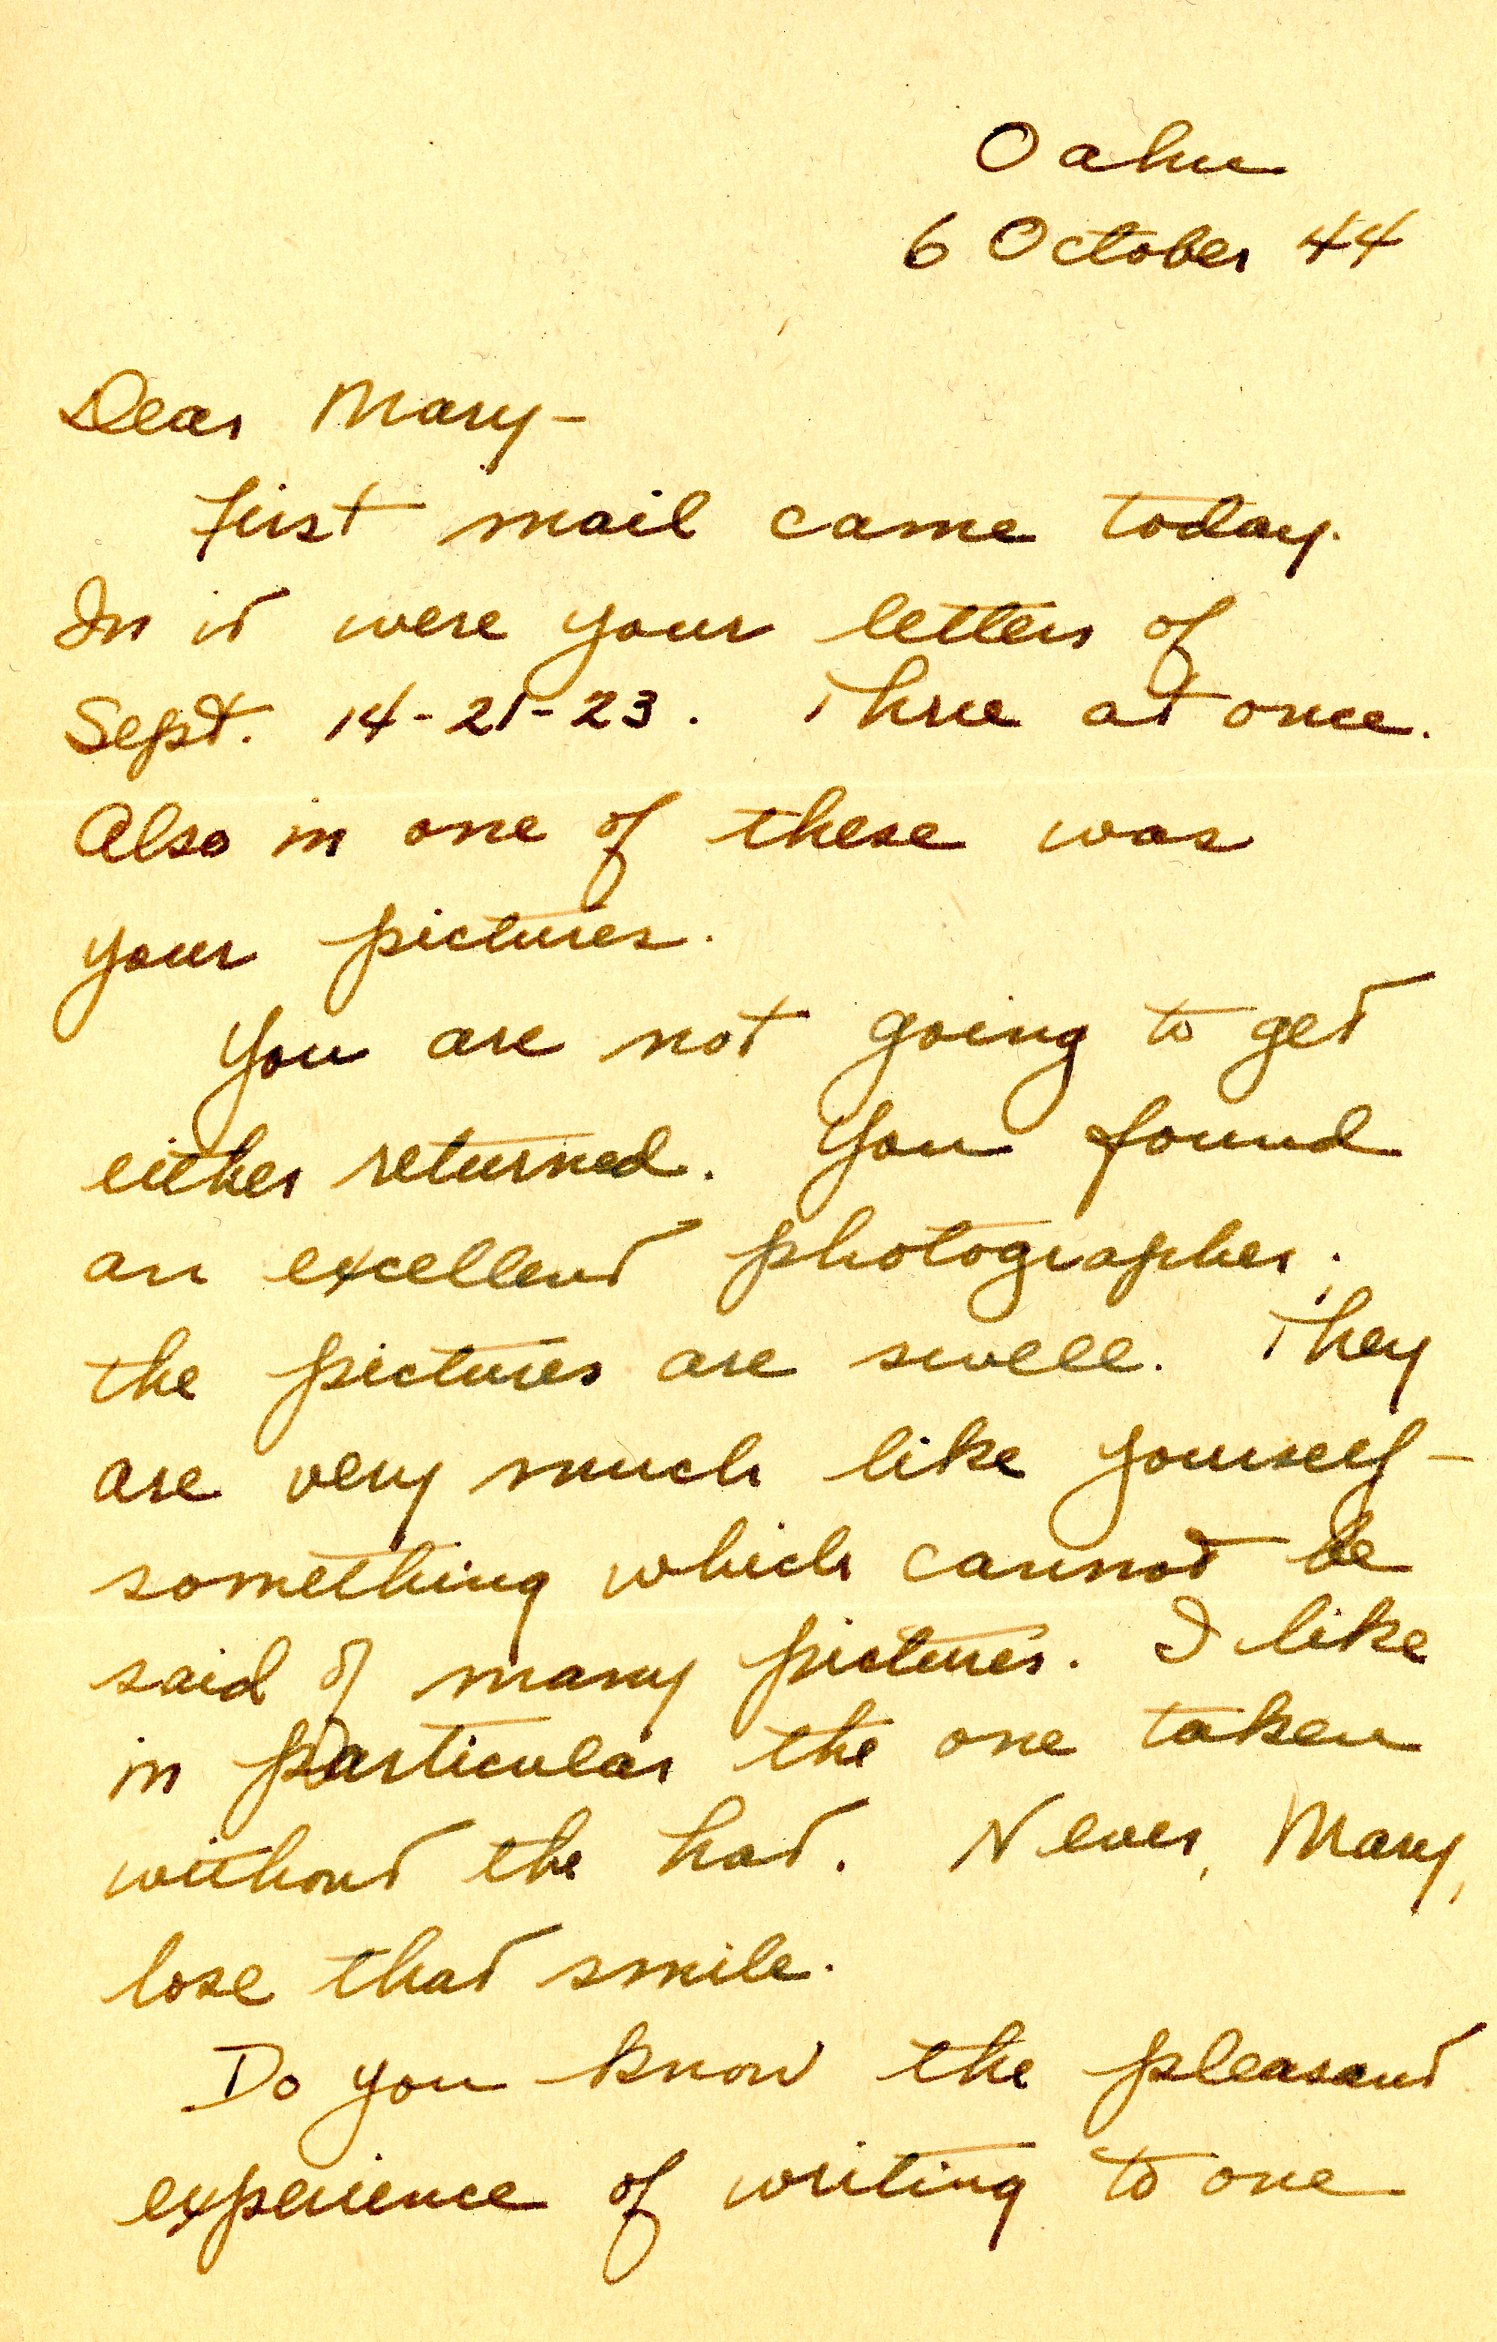 Oahu
6 October 44
Dear Mary -
First mail came today.
In it were your letters of
Sept. 14-21-23. Three at once.
Also in one of these was
your pictures.
You are not going to get
either returned. You found
an excellent photographer.
the pictures are swell. They
are very much like yourself -
something which cannot be
said of many pictures. I like
in particular the one taken
without the hat. Never, Mary,
lose that smile.
Do you know the pleasant
experience of writing to one